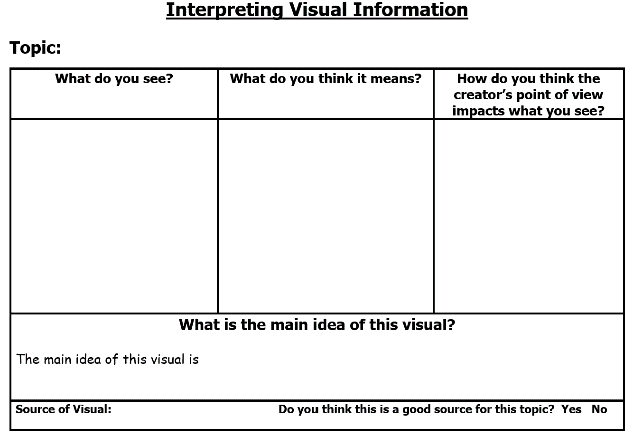 Interpreting Visual Information
Topic:
What do you see?
What do you think it means?
How do you think the
creator's point of view
impacts what you see?
What is the main idea of this visual?
The main idea of this visual is
Source of Visual:
Do you think this is a good source for this topic? Yes No